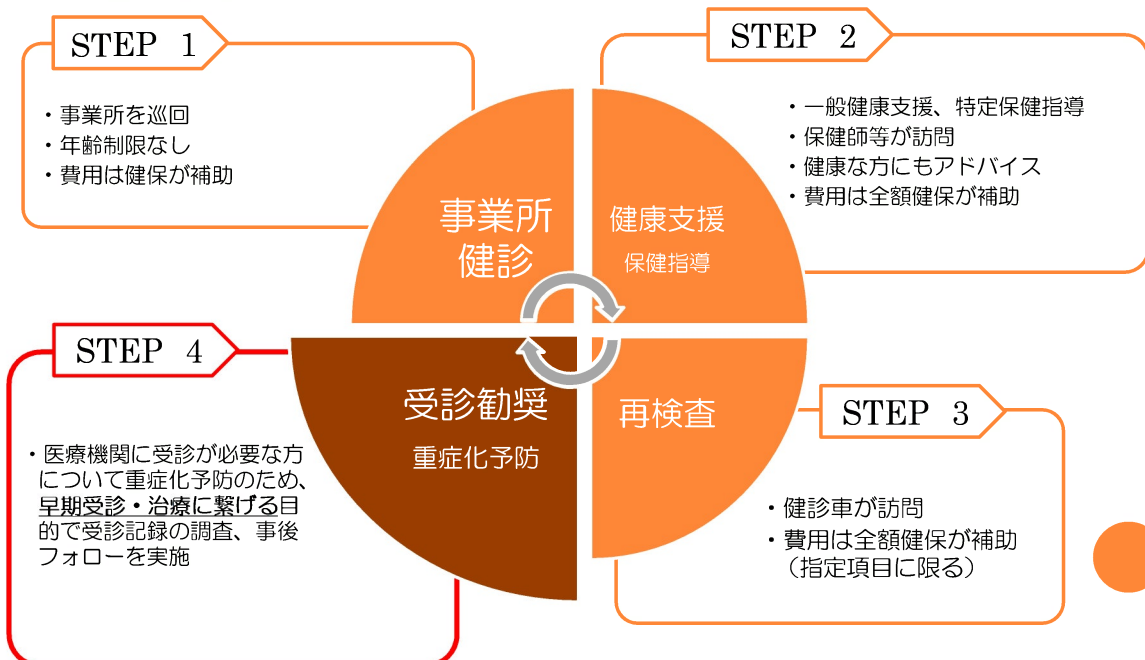 STEP 1
・事業所を巡回
・年齢制限なし
・費用は健保が補助
事業所
健診
STEP 2
・一般健康支援、特定保健指導
・保健師等が訪問
・健康な方にもアドバイス
・費用は全額健保が補助
健康支援
保健指導
STEP 3
・健診車が訪問
・費用は全額健保が補助
（指定項目に限る）
再検査
STEP 4
・医療機関に受診が必要な方
について重症化予防のため、
早期受診・治療に繋げる目
的で受診記録の調査、事後
フォローを実施
受診勧奨
重症化予防